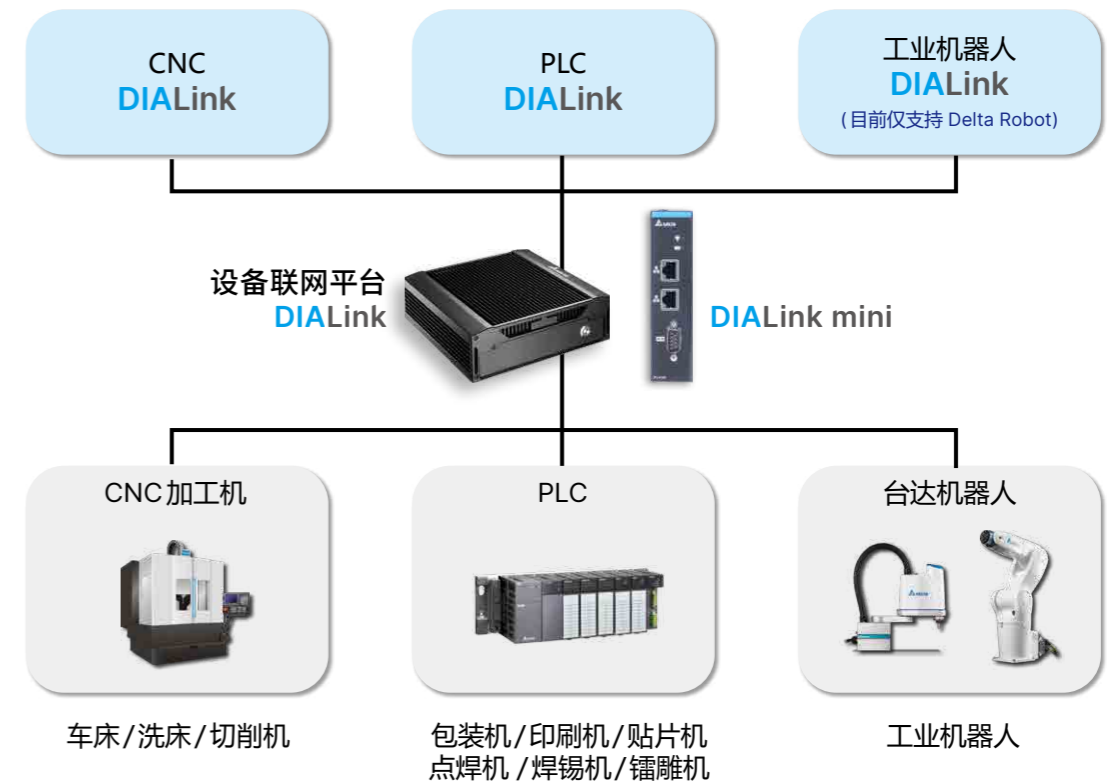 CNC
DIALink
PLC
DIALink
工业机器人
DIALink
(目前仅支持 Delta Robot)
设备联网平台
DIALink
DIALink mini
CNC加工机
PLC
台达机器人
车床/洗床/切削机
包装机/印刷机/贴片机
点焊机 /焊锡机/镭雕机
工业机器人